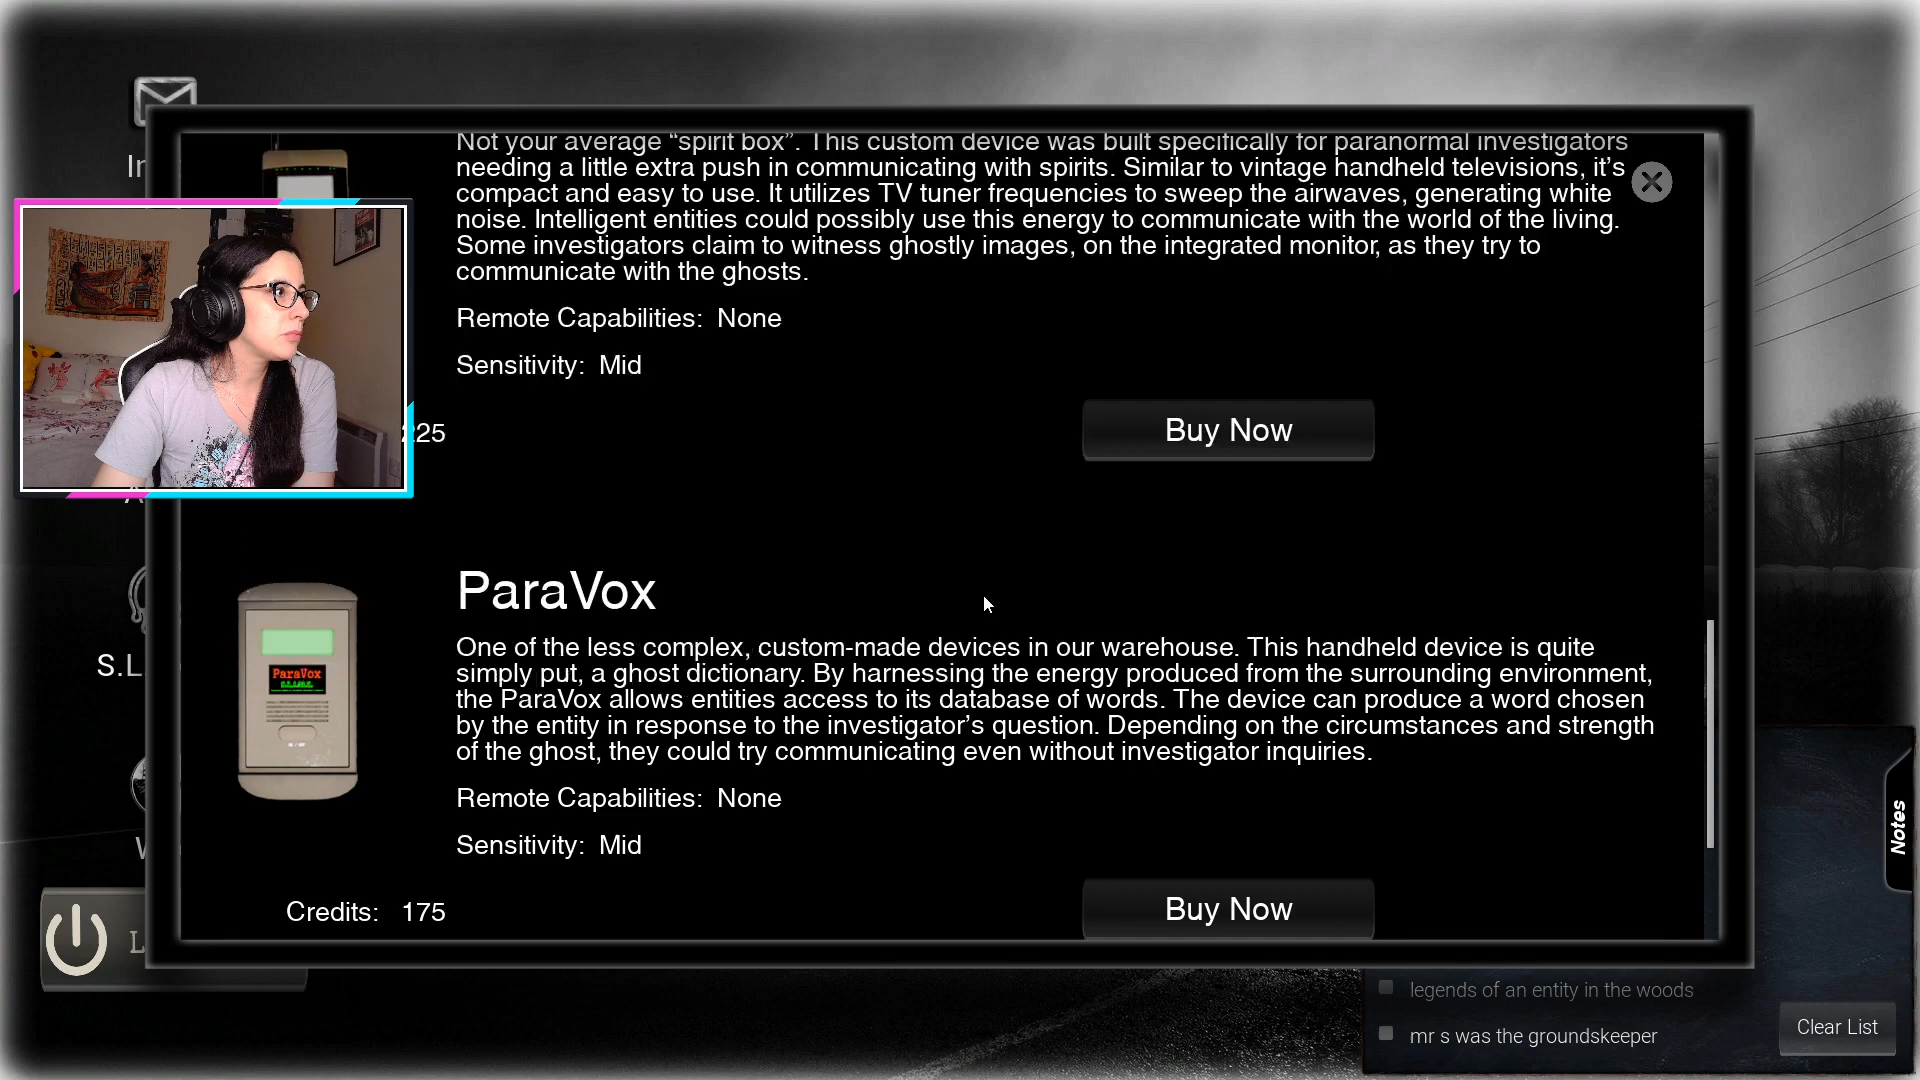 Not your average “spirit box”. This custom device was built specifically for paranormal investigators
needing a little extra push in communicating with spirits. Similar to vintage handheld televisions, it’s
compact and easy to use. It utilizes TV tuner frequencies to sweep the airwaves, generating white
noise. Intelligent entities could possibly use this energy to communicate with the world of the living.
Some investigators claim to witness ghostly images, on the integrated monitor, as they try to
communicate with the ghosts.
Remote Capabilities: None
Sensitivity: Mid
225
Buy Now
ParaVox
One of the less complex, custom-made devices in our warehouse. This handheld device is quite
simply put, a ghost dictionary. By harnessing the energy produced from the surrounding environment,
the ParaVox allows entities access to its database of words. The device can produce a word chosen
by the entity in response to the investigator’s question. Depending on the circumstances and strength
of the ghost, they could try communicating even without investigator inquiries.
ParaVox
Remote Capabilities: None
Sensitivity: Mid
Credits: 175
Buy Now
S.L
L
Notes
legends of an entity in the woods
mr s was the groundskeeper
Clear List